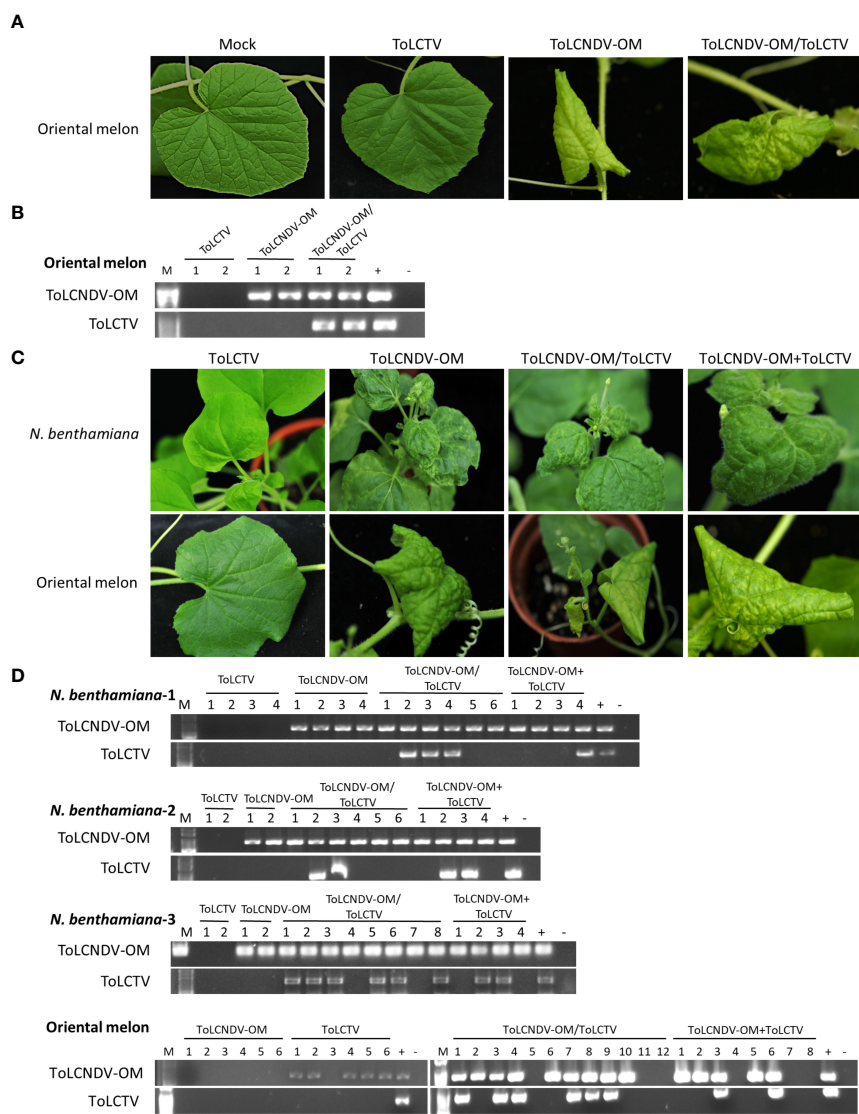 A
Mock ToLCTV ToLCNDV-OM ToLCNDV-OM/ToLCTV
Oriental melon
B
ToLCTV ToLCNDV-OM ToLCNDV-OM/
ToLCTV
Oriental melon M 1 2 1 2 1 2 + -
ToLCNDV-OM
ToLCTV
C
ToLCTV ToLCNDV-OM ToLCNDV-OM/ToLCTV ToLCNDV-OM+ToLCTV
N. benthamiana
Oriental melon
D
ToLCTV ToLCNDV-OM ToLCNDV-OM/
ToLCTV ToLCNDV-OM+
ToLCTV
N. benthamiana-1
M 1 2 3 4 1 2 3 4 1 2 3 4 5 6 1 2 3 4 + -
ToLCNDV-OM
ToLCTV
ToLCTV ToLCNDV-OM ToLCNDV-OM/
ToLCTV ToLCNDV-OM+
ToLCTV
N. benthamiana-2
M 1 2 1 2 1 2 3 4 5 6 1 2 3 4 + -
ToLCNDV-OM
ToLCTV
ToLCTV ToLCNDV-OM ToLCNDV-OM/
ToLCTV ToLCNDV-OM+
ToLCTV
N. benthamiana-3
M 1 2 1 2 1 2 3 4 5 6 7 8 1 2 3 4 + -
ToLCNDV-OM
ToLCTV
Oriental melon
ToLCNDV-OM ToLCTV ToLCNDV-OM/ToLCTV ToLCNDV-OM+ToLCTV
M 1 2 3 4 5 6 1 2 3 4 5 6 + - M 1 2 3 4 5 6 7 8 9 10 11 12 1 2 3 4 5 6 7 8 + -
ToLCNDV-OM
ToLCTV